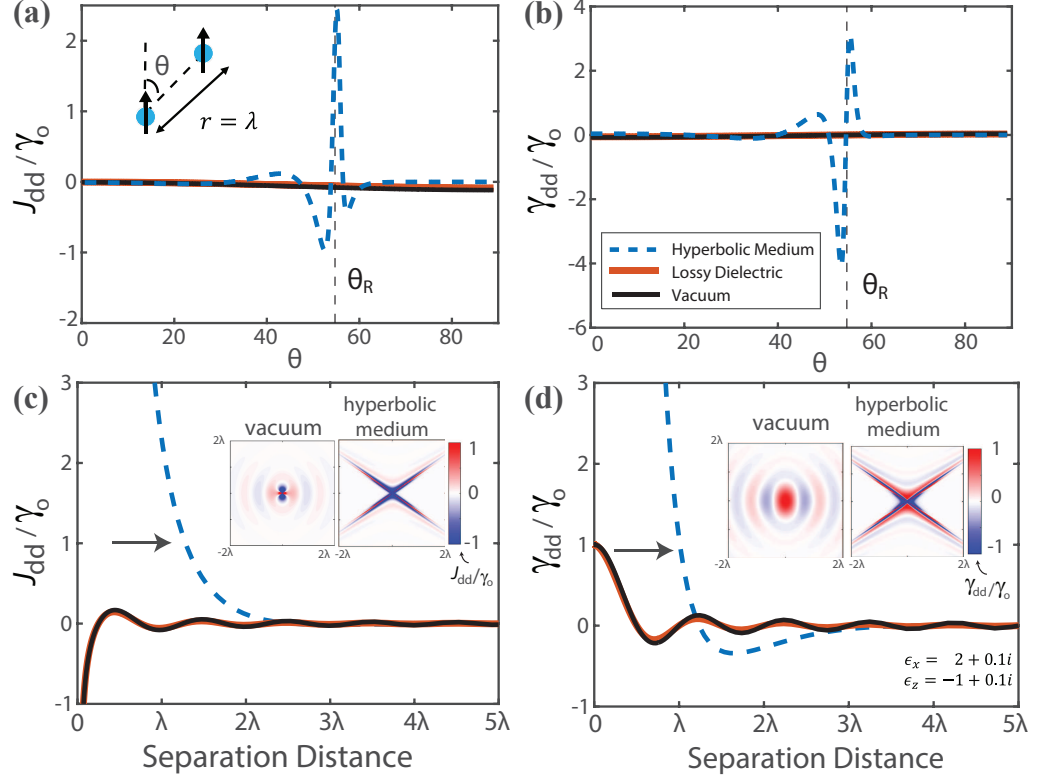 (a)
J_dd / γ_o
2
1
0
-1
-2
θ
r = λ
θ_R
0 20 40 60 80
θ
(b)
γ_dd / γ_o
6
4
2
0
-2
-4
-6
Hyperbolic Medium
Lossy Dielectric
Vacuum
θ_R
0 20 40 60 80
θ
(c)
J_dd / γ_o
3
2
1
0
-1
vacuum
hyperbolic
medium
2λ
-2λ 2λ -2λ 2λ
1
0
-1
J_dd/γ_o
0 λ 2λ 3λ 4λ 5λ
Separation Distance
(d)
γ_dd / γ_o
3
2
1
0
-1
vacuum
hyperbolic
medium
2λ
-2λ 2λ 2λ
1
0
-1
γ_dd/γ_o
ϵ_x = 2 + 0.1i
ϵ_z = −1 + 0.1i
0 λ 2λ 3λ 4λ 5λ
Separation Distance